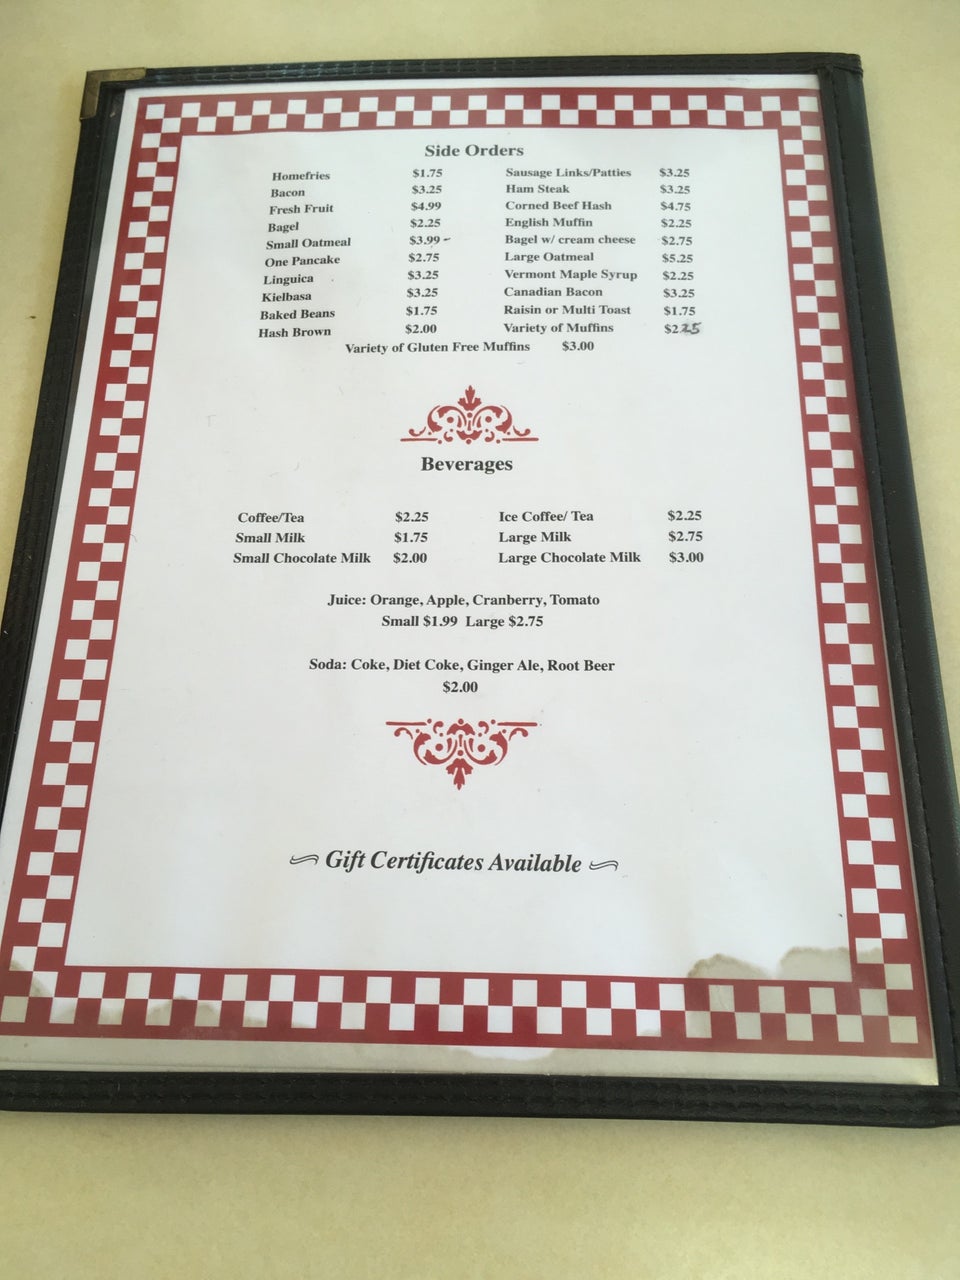 Side Orders
Homefries $1.75 Sausage Links/Patties $3.25
Bacon $3.25 Ham Steak $3.25
Fresh Fruit $4.99 Corned Beef Hash $4.75
Bagel $2.25 English Muffin $2.25
Small Oatmeal $3.99 Bagel w/ cream cheese $2.75
One Pancake $2.75 Large Oatmeal $5.25
Linguica $3.25 Vermont Maple Syrup $2.25
Kielbasa $3.25 Canadian Bacon $3.25
Baked Beans $1.75 Raisin or Multi Toast $1.75
Hash Brown $2.00 Variety of Muffins $2.25
Variety of Gluten Free Muffins $3.00
Beverages
Coffee/Tea $2.25 Ice Coffee/ Tea $2.25
Small Milk $1.75 Large Milk $2.75
Small Chocolate Milk $2.00 Large Chocolate Milk $3.00
Juice: Orange, Apple, Cranberry, Tomato
Small $1.99 Large $2.75
Soda: Coke, Diet Coke, Ginger Ale, Root Beer
$2.00
Gift Certificates Available